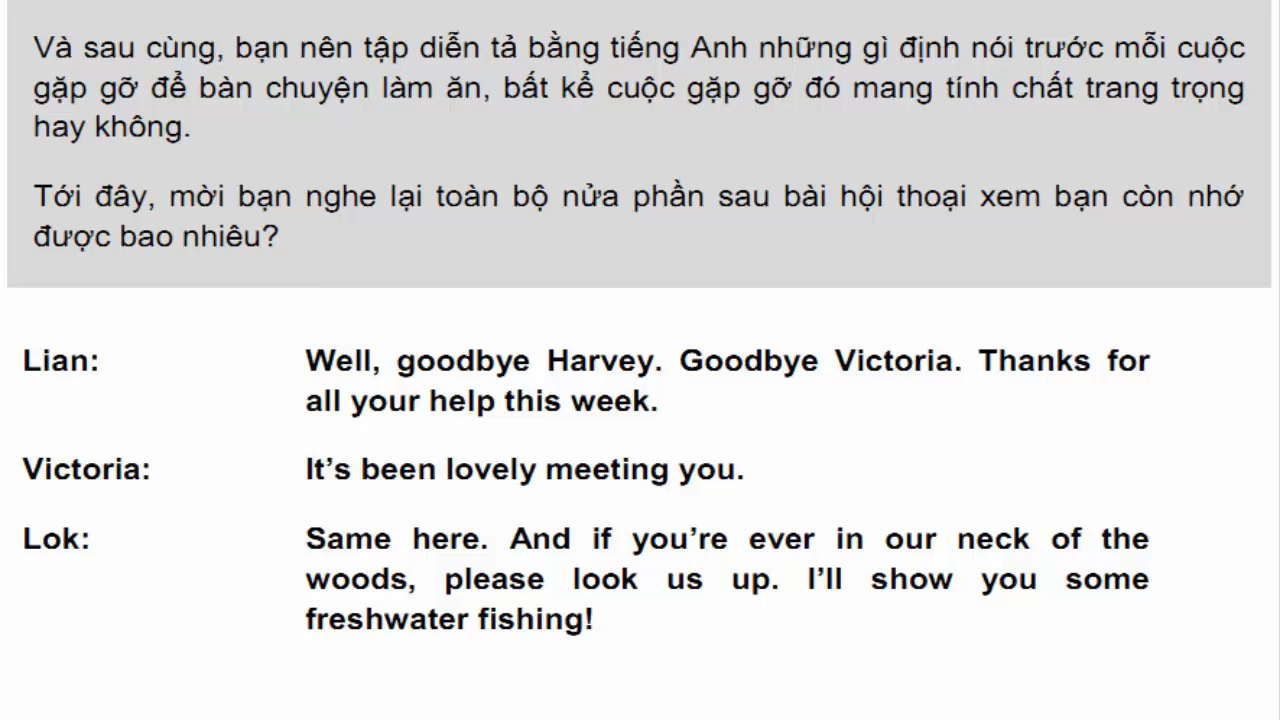 Và sau cùng, bạn nên tập diễn tả bằng tiếng Anh những gì định nói trước mỗi cuộc
gặp gỡ để bàn chuyện làm ăn, bất kể cuộc gặp gỡ đó mang tính chất trang trọng
hay không.
Tới đây, mời bạn nghe lại toàn bộ nửa phần sau bài hội thoại xem bạn còn nhớ
được bao nhiêu?
Lian: Well, goodbye Harvey. Goodbye Victoria. Thanks for
all your help this week.
Victoria: It's been lovely meeting you.
Lok: Same here. And if you're ever in our neck of the
woods, please look us up. I'll show you some
freshwater fishing!